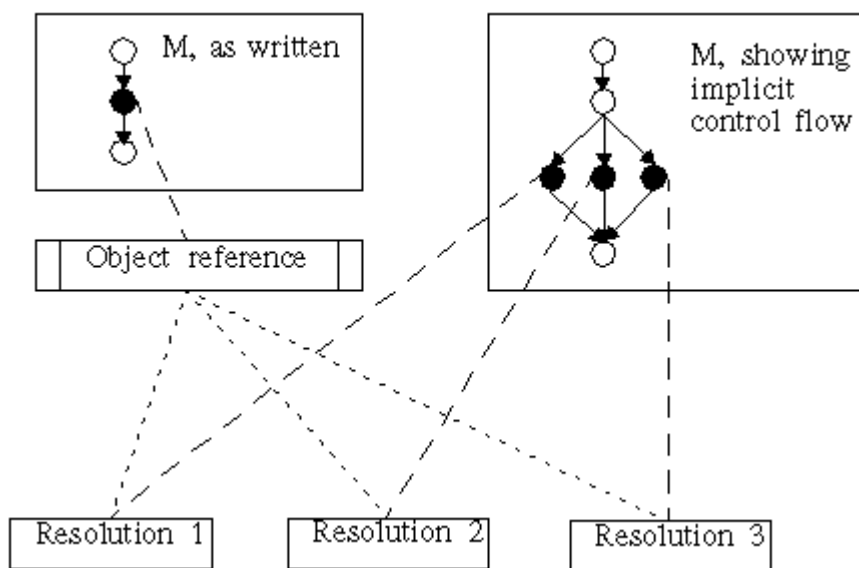 M, as written
M, showing
implicit
control flow
Object reference
Resolution 1
Resolution 2
Resolution 3